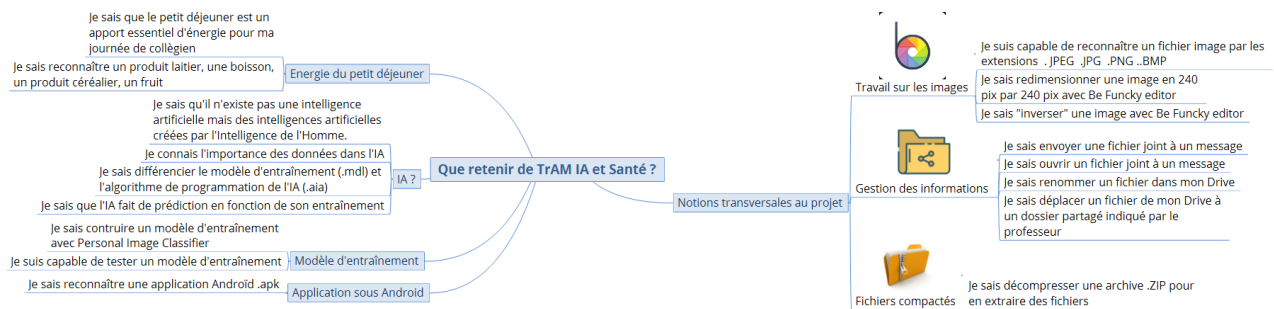 Que retenir de TrAM IA et Santé ?
Energie du petit déjeuner
Je sais que le petit déjeuner est un
apport essentiel d'énergie pour ma
journée de collègien
Je sais reconnaître un produit laitier, une boisson,
un produit céréalier, un fruit
IA ?
Je sais qu'il n'existe pas une intelligence
artificielle mais des intelligences artificielles
créées par l'Intelligence de l'Homme.
Je connais l'importance des données dans l'IA
Je sais différencier le modèle d'entraînement (.mdl) et
l'algorithme de programmation de l'IA (.aia)
Je sais que l'IA fait de prédiction en fonction de son entraînement
Modèle d'entraînement
Je sais contruire un modèle d'entraînement
avec Personal Image Classifier
Je suis capable de tester un modèle d'entraînement
Application sous Android
Je sais reconnaître une application Androïd .apk
Notions transversales au projet
Travail sur les images
Je suis capable de reconnaître un fichier image par les
extensions . JPEG .JPG .PNG ..BMP
Je sais redimensionner une image en 240
pix par 240 pix avec Be Funcky editor
Je sais "inverser" une image avec Be Funcky editor
Gestion des informations
Je sais envoyer une fichier joint à un message
Je sais ouvrir un fichier joint à un message
Je sais renommer un fichier dans mon Drive
Je sais déplacer un fichier de mon Drive à
un dossier partagé indiqué par le
professeur
Fichiers compactés
Je sais décompresser une archive .ZIP pour
en extraire des fichiers